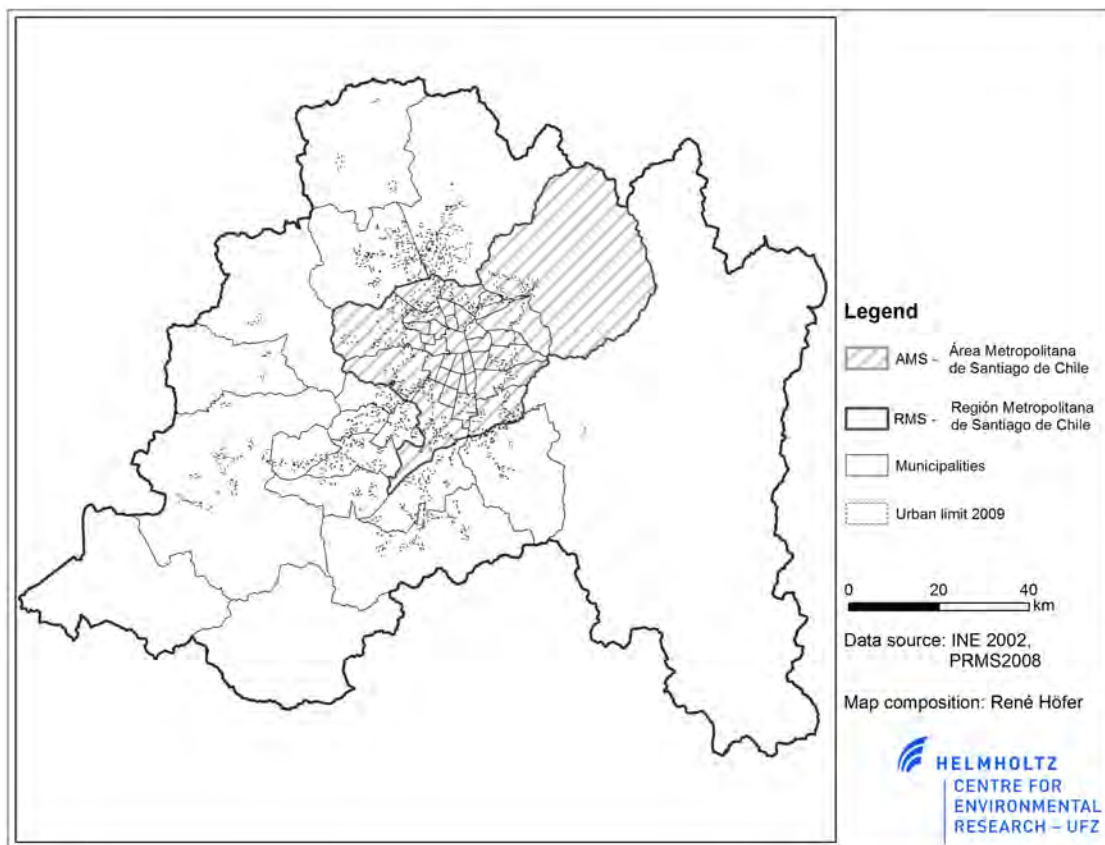 Legend
AMS - Área Metropolitana
de Santiago de Chile
RMS - Región Metropolitana
de Santiago de Chile
Municipalities
Urban limit 2009
0 20 40
km
Data source: INE 2002,
PRMS2008
Map composition: René Höfer
HELMHOLTZ
CENTRE FOR
ENVIRONMENTAL
RESEARCH – UFZ